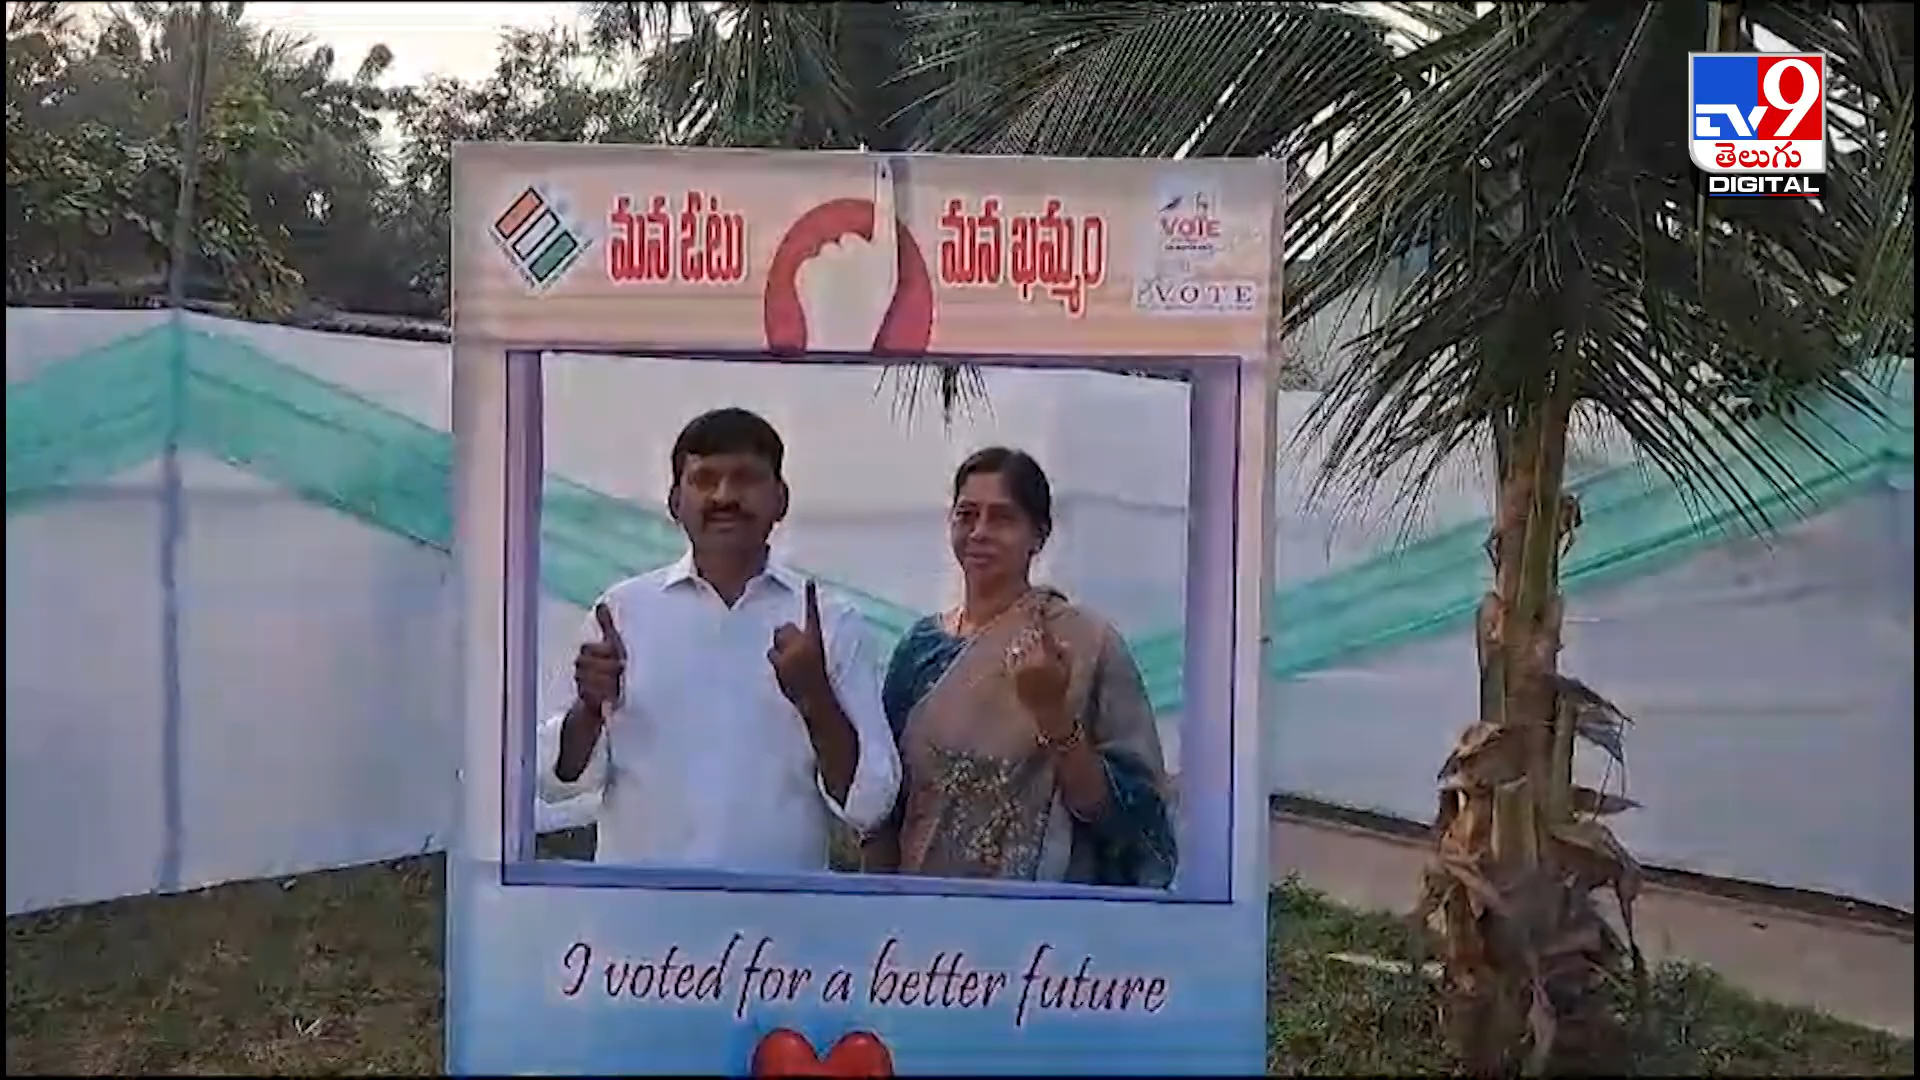 TV9
తెలుగు
DIGITAL
మన ఓటు మన ఖమ్మం
VOTE
VOTE
I voted for a better future